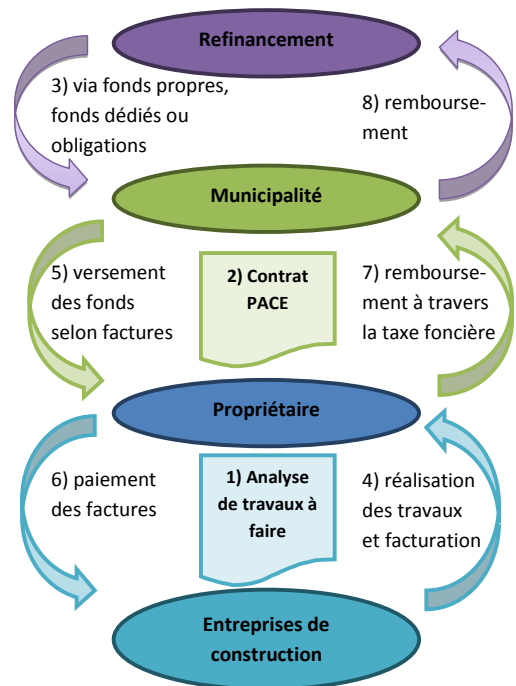 Refinancement
3) via fonds propres,
fonds dédiés ou
obligations
8) rembourse-
ment
Municipalité
5) versement
des fonds
selon factures
2) Contrat
PACE
7) rembourse-
ment à travers
la taxe foncière
Propriétaire
6) paiement
des factures
1) Analyse
de travaux à
faire
4) réalisation
des travaux
et facturation
Entreprises de
construction